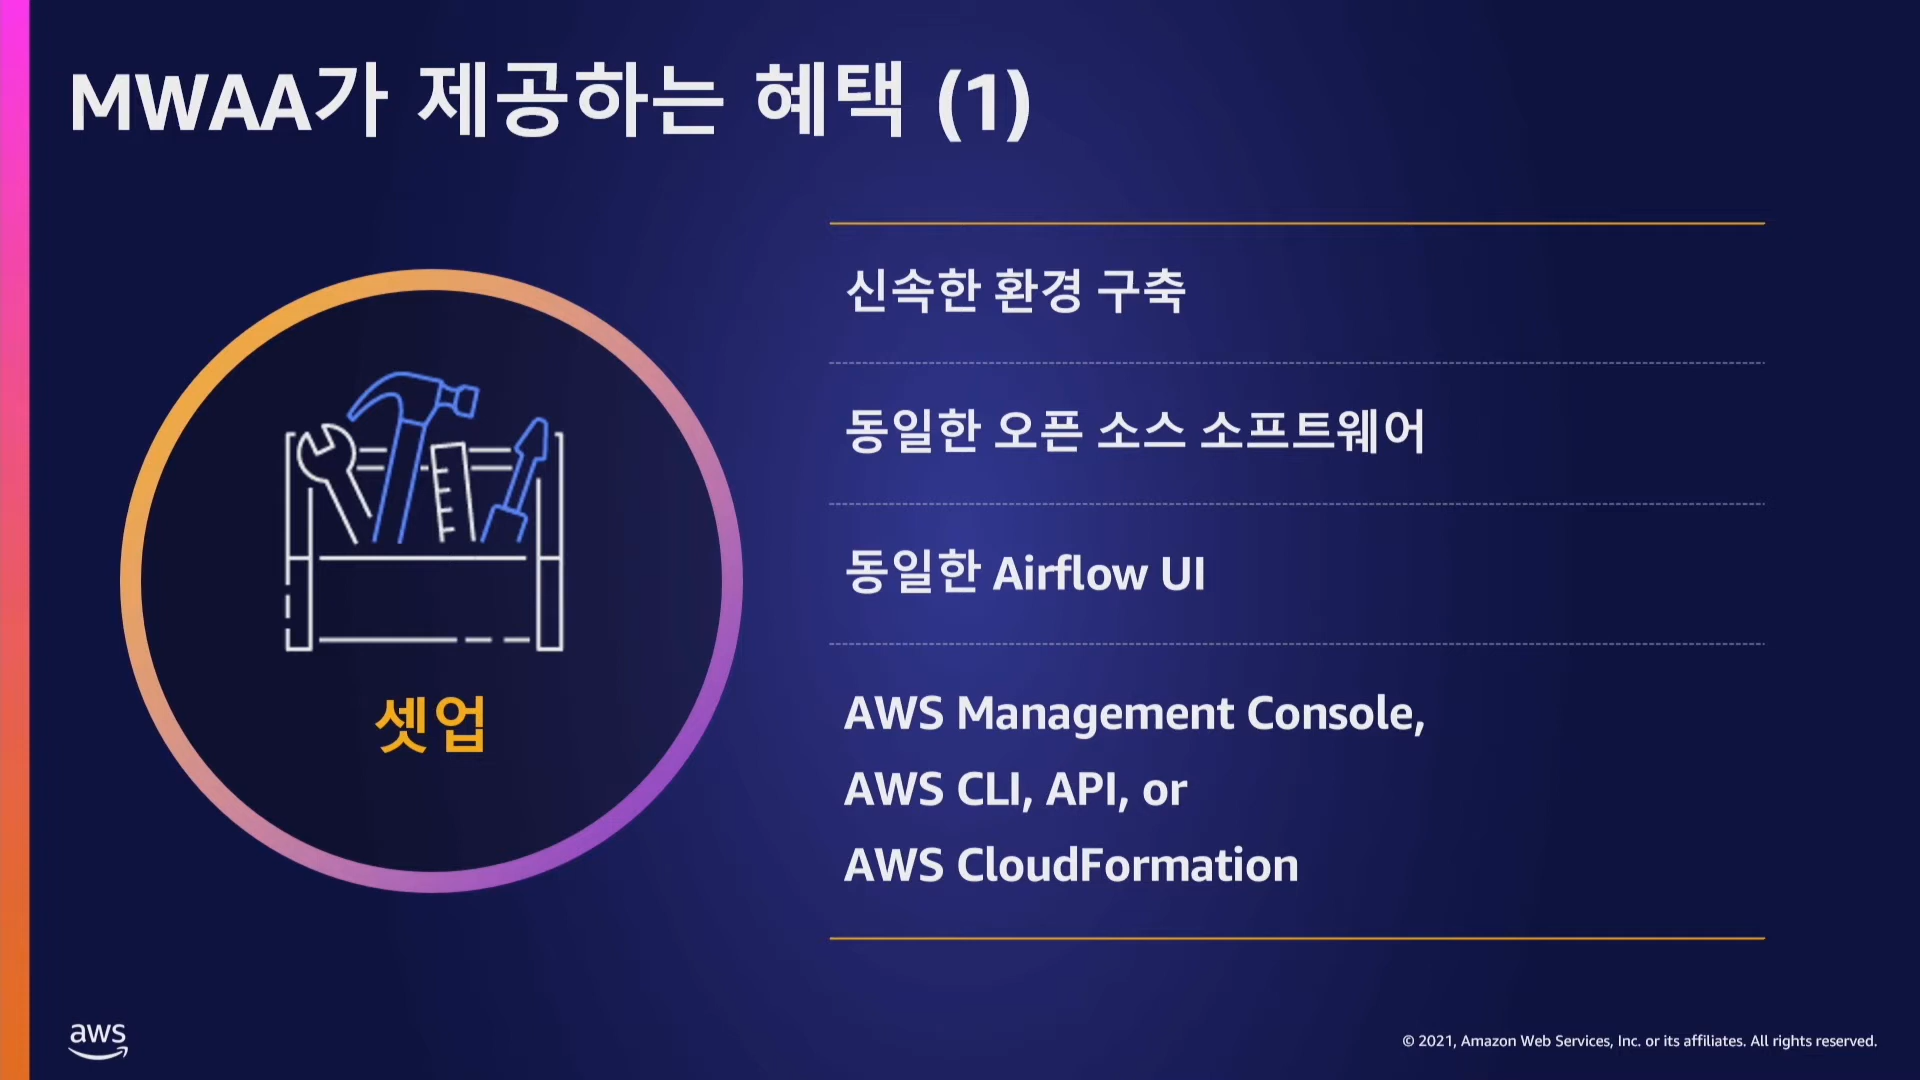 MWAA가 제공하는 혜택 (1)
셋업
신속한 환경 구축
동일한 오픈 소스 소프트웨어
동일한 Airflow UI
AWS Management Console,
AWS CLI, API, or
AWS CloudFormation
aws
© 2021, Amazon Web Services, Inc. or its affiliates. All rights reserved.